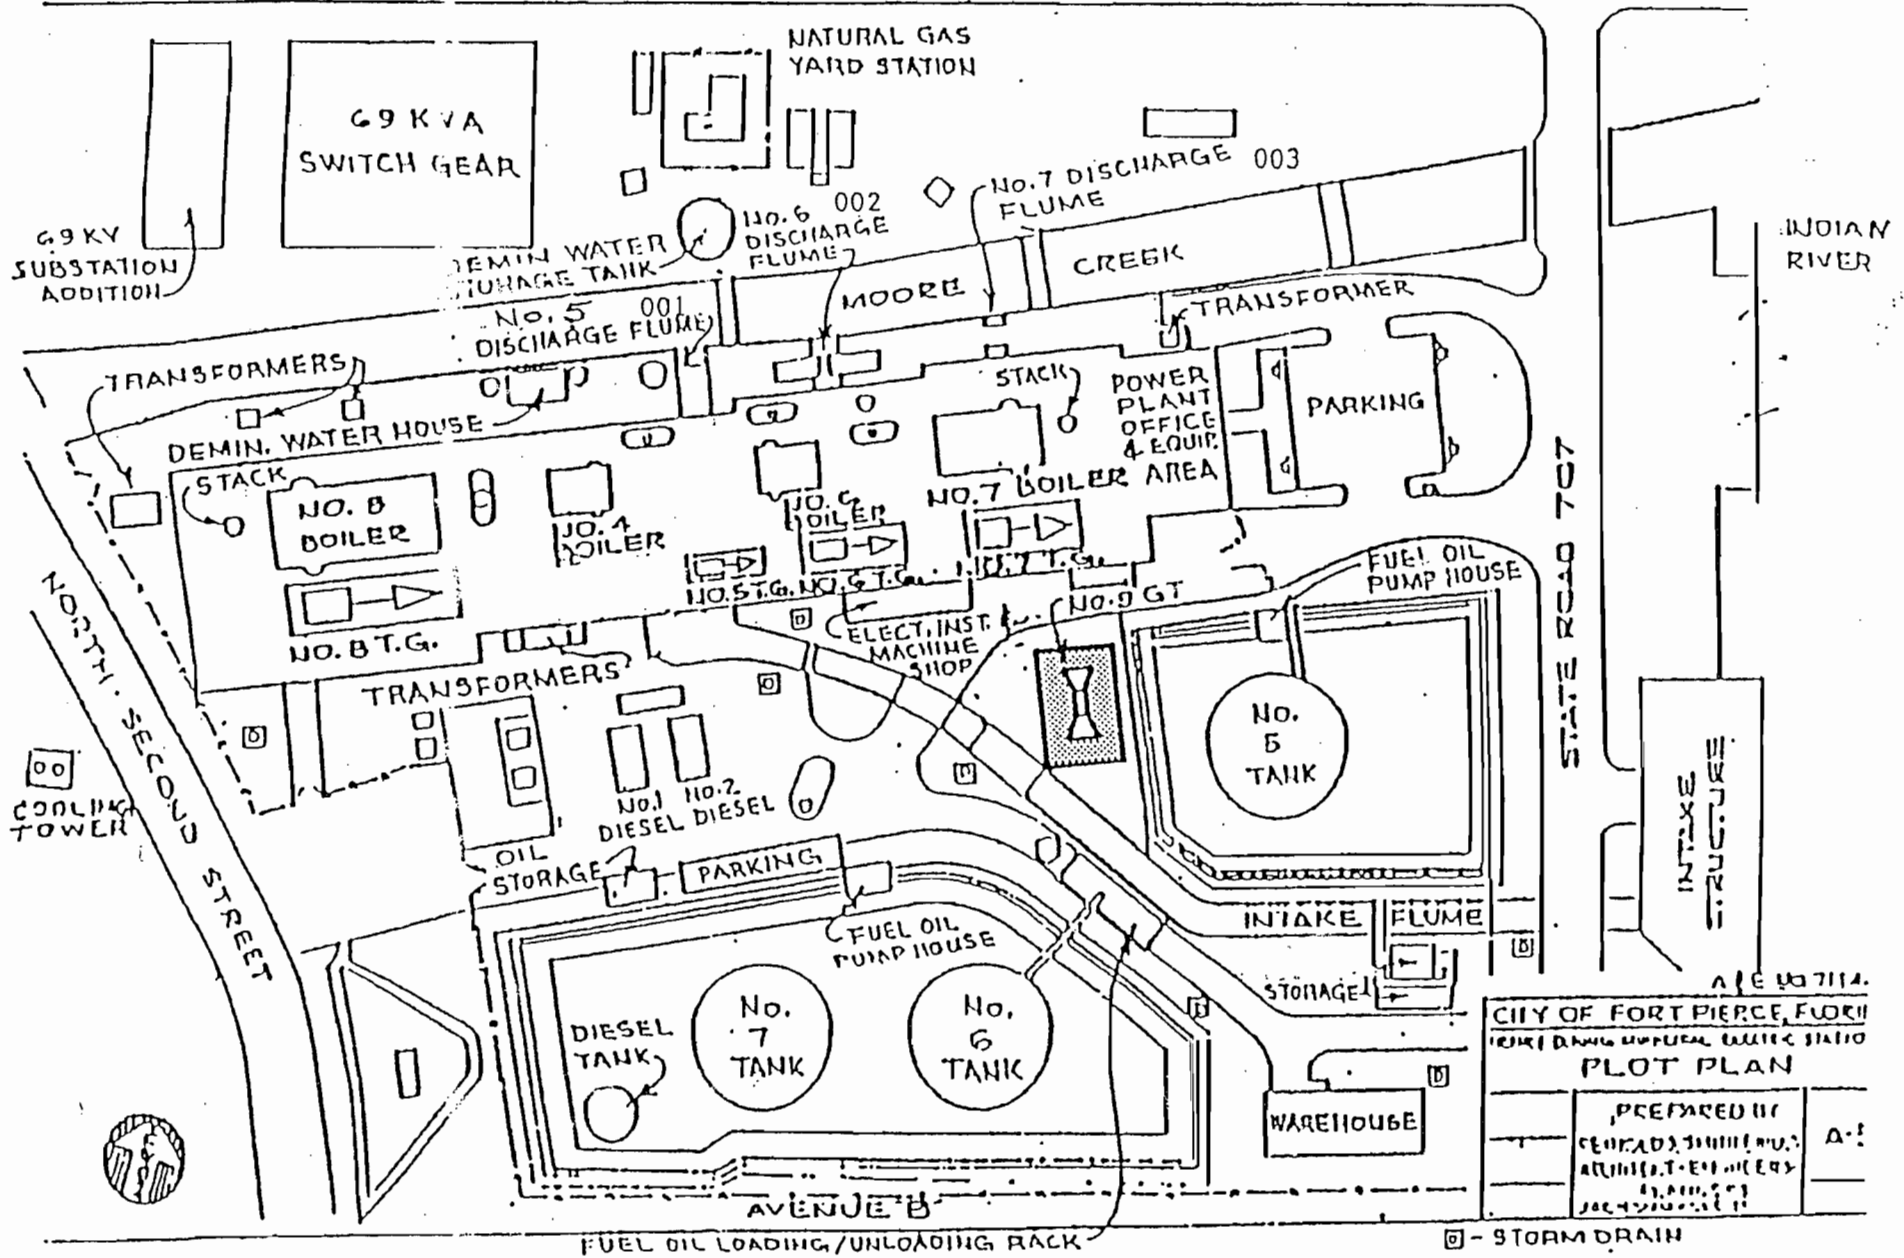 NATURAL GAS
YARD STATION
69 KVA
SWITCH GEAR
69 KV
SUBSTATION
ADDITION
No. 7 DISCHARGE 003
FLUME
No. 6 002
DISCHARGE
FLUME
DEMIN WATER
TANK
MOORE
CREEK
INDIAN
RIVER
No. 5 001
DISCHARGE FLUME
TRANSFORMER
TRANSFORMERS
DEMIN. WATER HOUSE
STACK
STACK
POWER
PLANT
OFFICE
& EQUIP.
AREA
PARKING
NO. 8
BOILER
NO. 4
BOILER
BOILER
NO. 7 BOILER
NO. 8 T.G.
NO. 5 T.G.
NO. 6 T.G.
NO. 7 T.G.
NO. 9 GT
FUEL OIL
PUMP HOUSE
ELECT. INST.
MACHINE
SHOP
TRANSFORMERS
NORTH SECOND STREET
STATE ROAD 707
COOLING
TOWER
NO.1
DIESEL
NO.2
DIESEL
No.
TANK
INTAKE
OIL
STORAGE
PARKING
FUEL OIL
PUMP HOUSE
INTAKE FLUME
STORAGE
No.
7
TANK
No.
6
TANK
DIESEL
TANK
WAREHOUSE
CITY OF FORT PIERCE,
PLOT PLAN
PREPARED BY
AVENUE "B"
FUEL OIL LOADING/UNLOADING RACK
D - STORM DRAIN